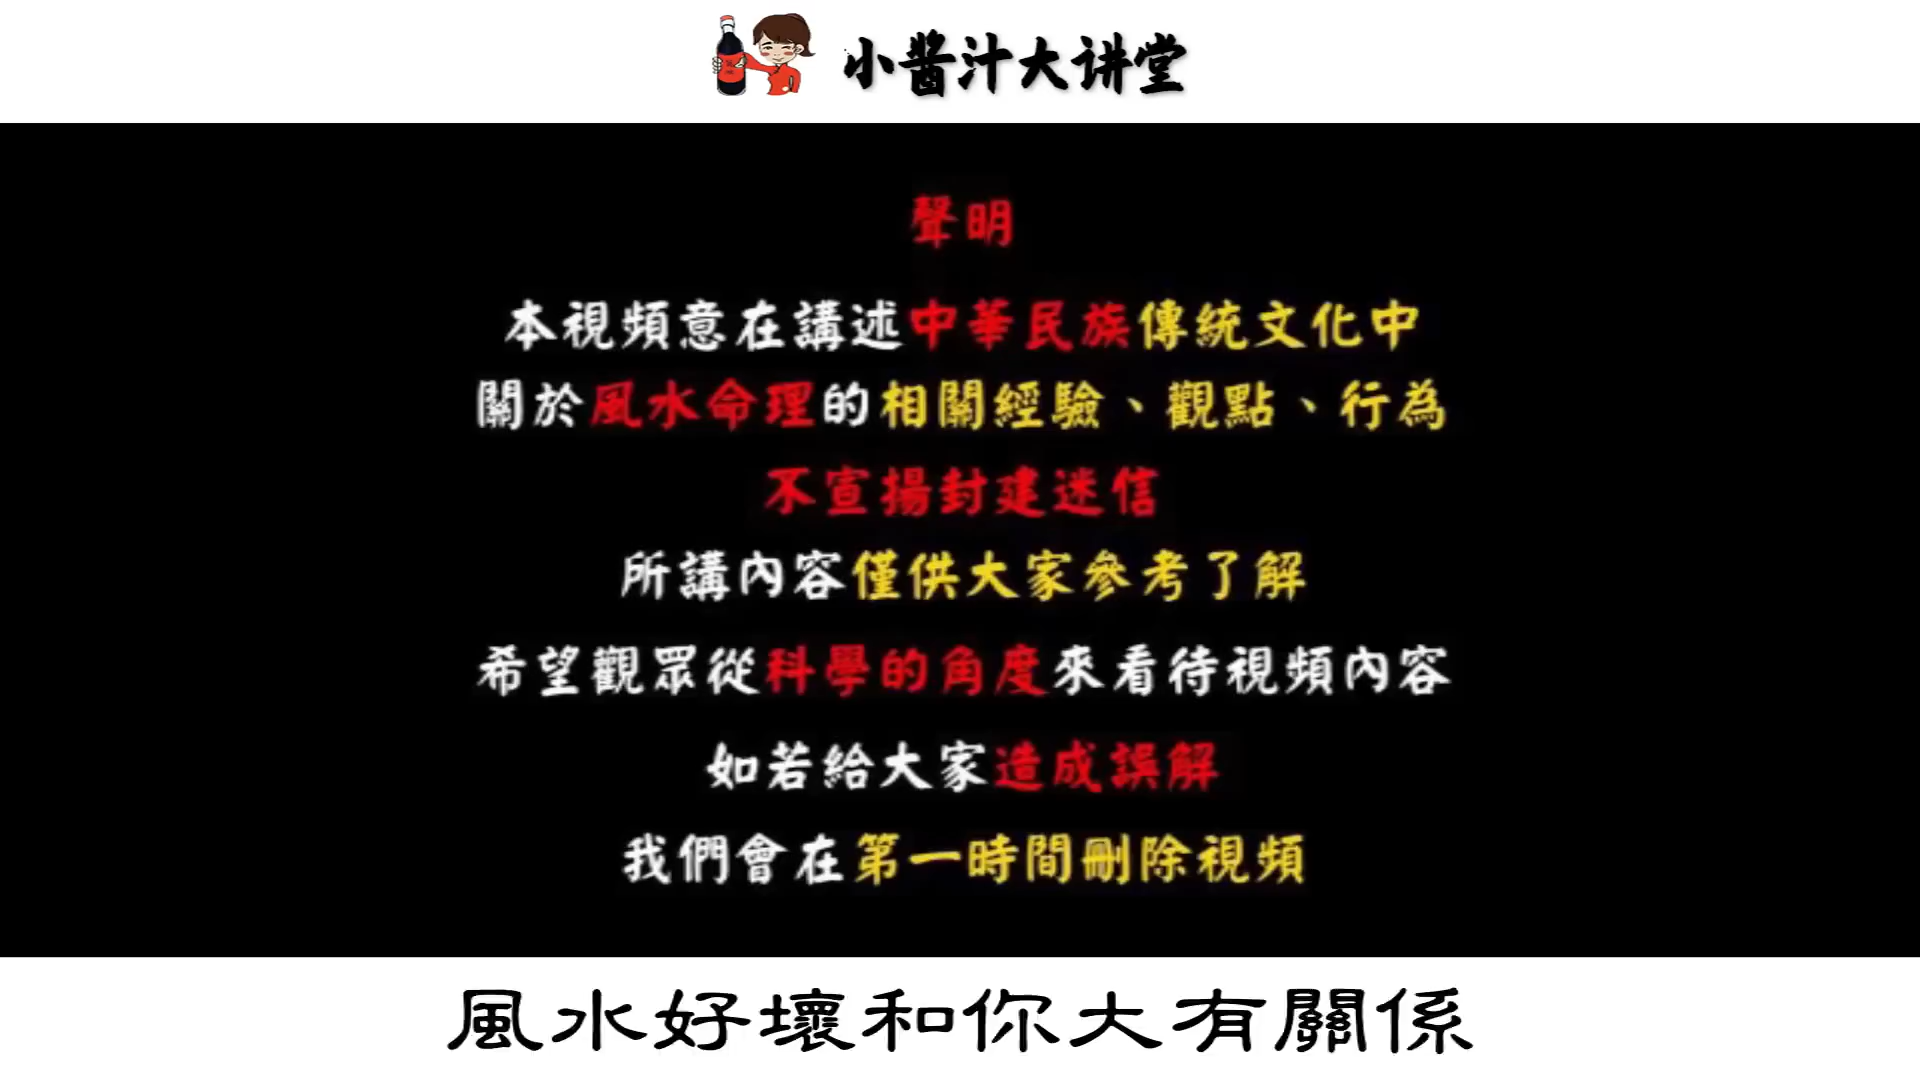 小醬汁大讲堂
聲明
本視頻意在講述中華民族傳統文化中
關於風水命理的相關經驗、觀點、行為
不宣揚封建迷信
所講內容僅供大家參考了解
希望觀眾從科學的角度來看待視頻內容
如若給大家造成誤解
我們會在第一時間刪除視頻
風水好壞和你大有關係